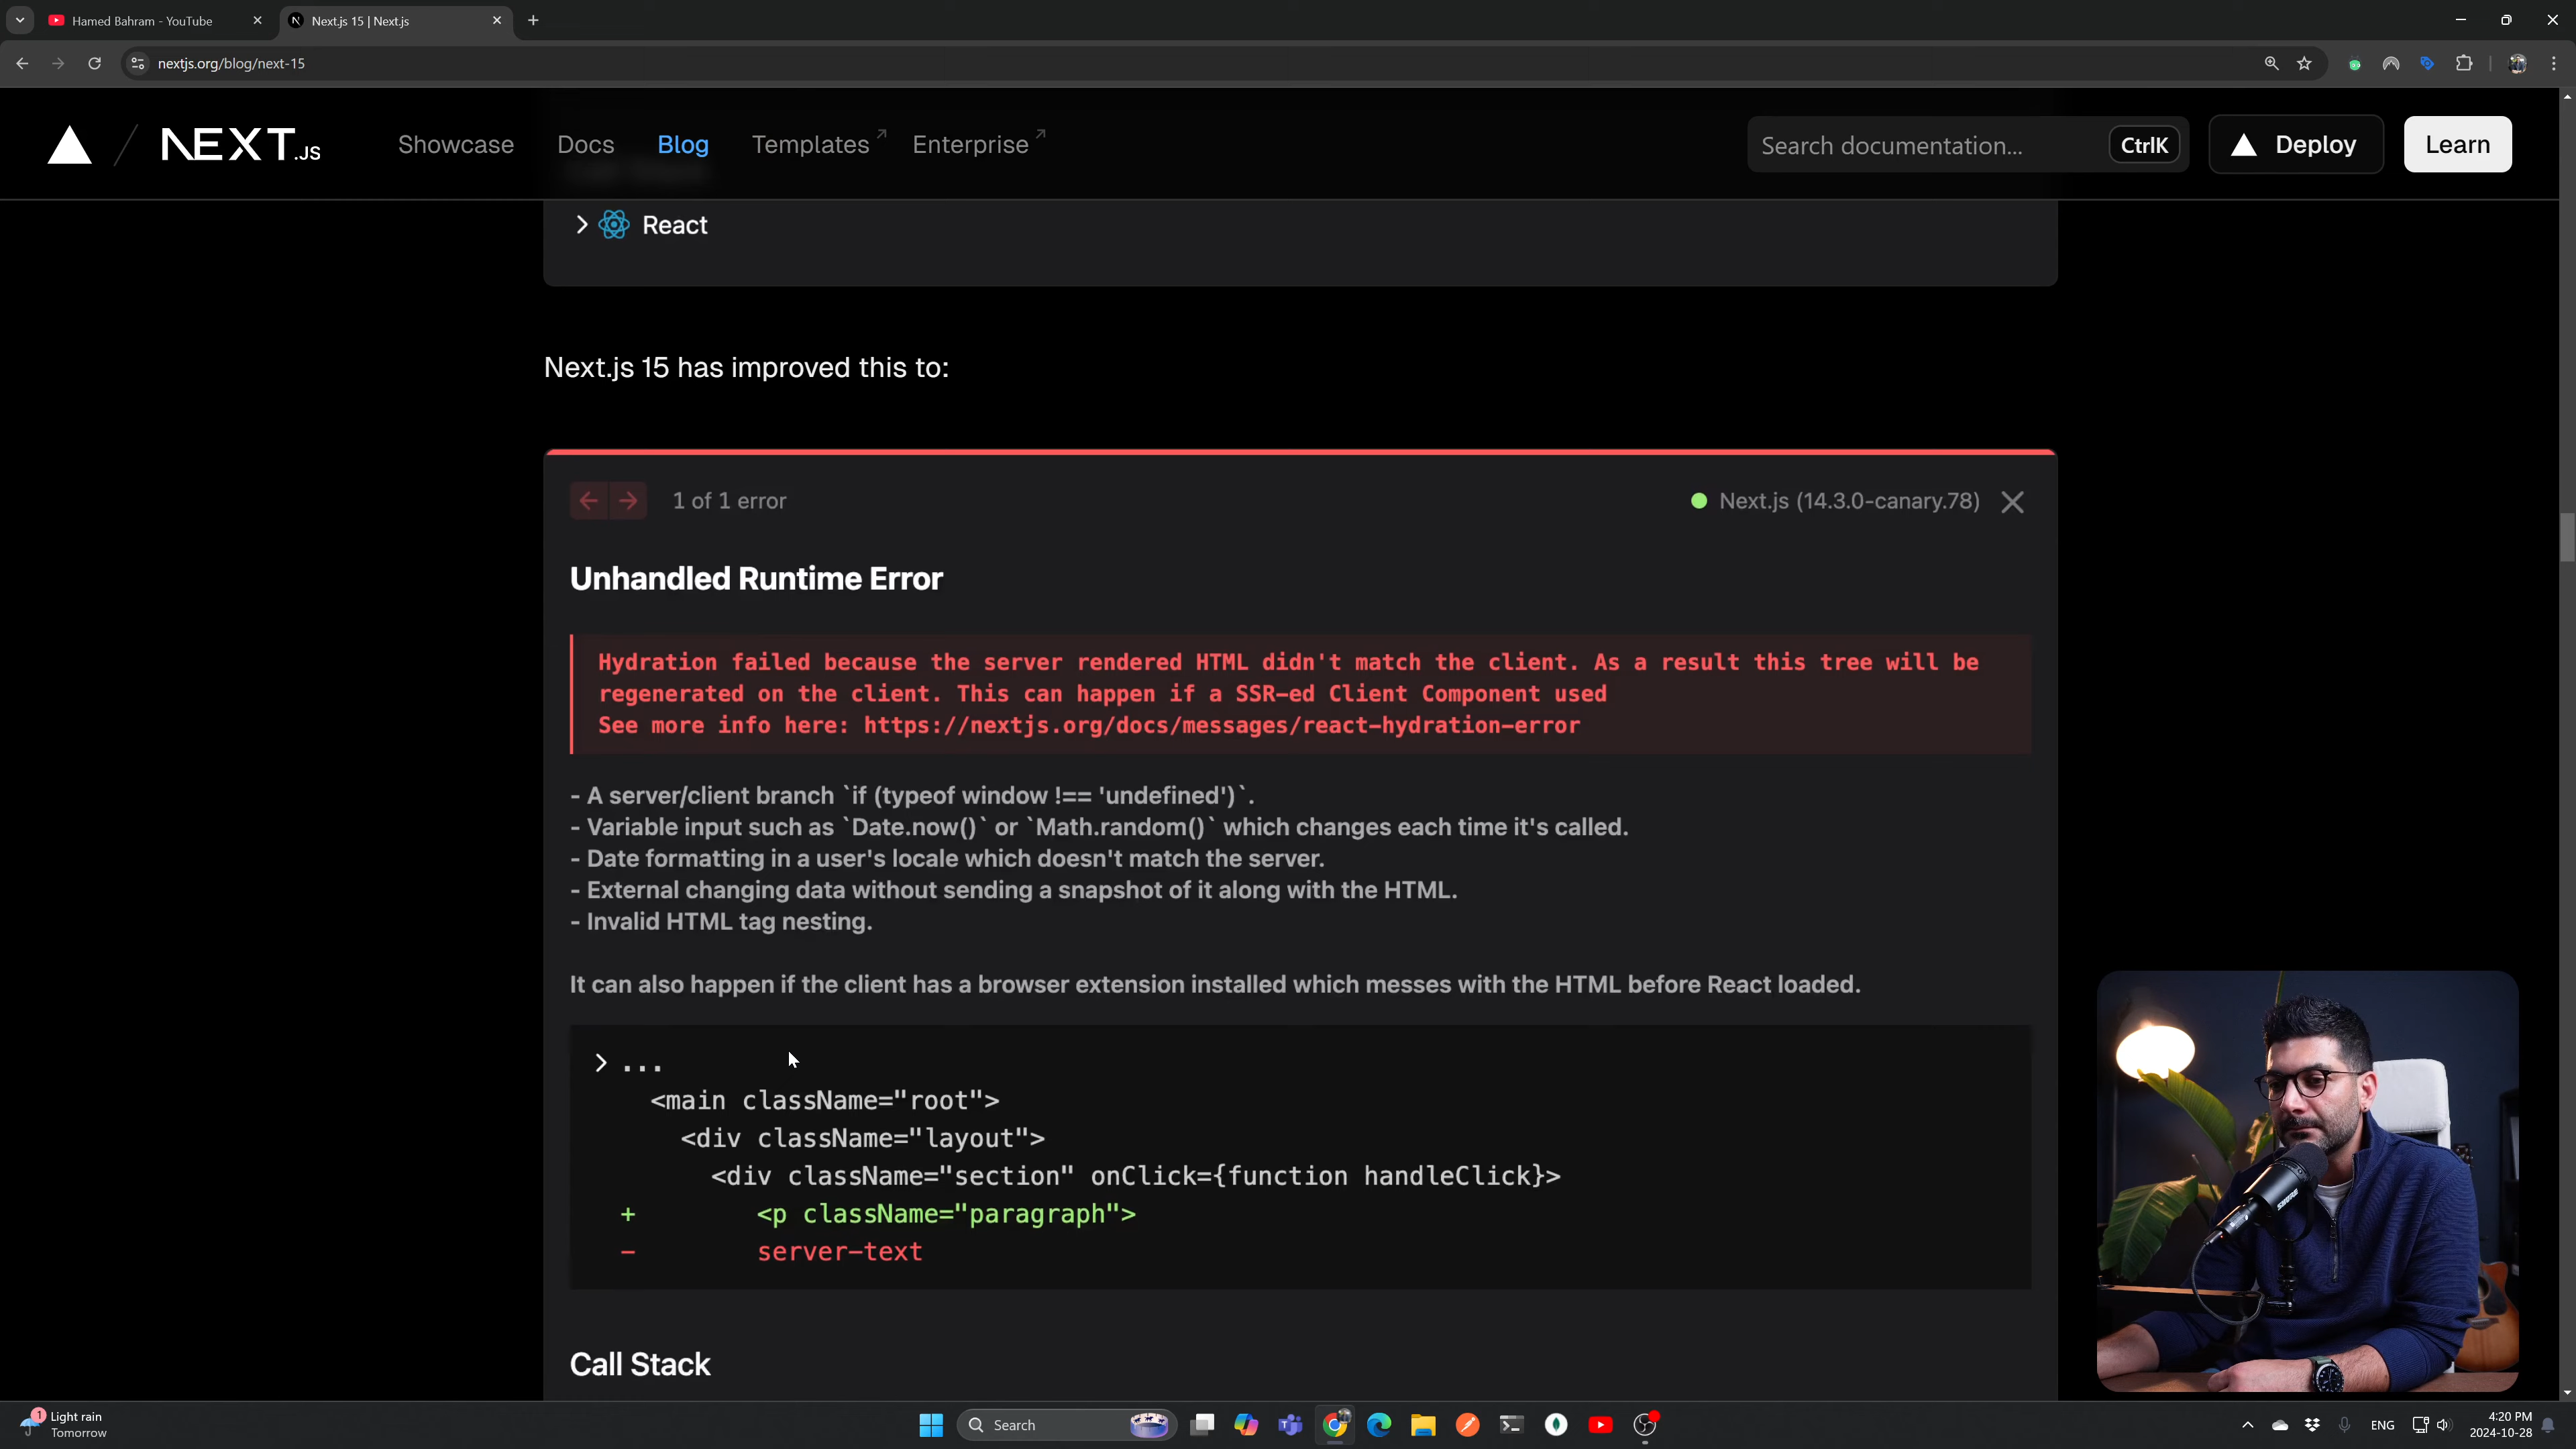 Hamed Bahram - YouTube
Next.js 15 | Next.js
nextjs.org/blog/next-15
NEXT.JS
Showcase
Docs
Blog
Templates
Enterprise
Search documentation...
CtrlK
Deploy
Learn
Call Stack
React
Next.js 15 has improved this to:
1 of 1 error
Next.js (14.3.0-canary.78)
Unhandled Runtime Error
Hydration failed because the server rendered HTML didn't match the client. As a result this tree will be
regenerated on the client. This can happen if a SSR-ed Client Component used
See more info here: https://nextjs.org/docs/messages/react-hydration-error
- A server/client branch `if (typeof window !== 'undefined')`.
- Variable input such as `Date.now()` or `Math.random()` which changes each time it's called.
- Date formatting in a user's locale which doesn't match the server.
- External changing data without sending a snapshot of it along with the HTML.
- Invalid HTML tag nesting.
It can also happen if the client has a browser extension installed which messes with the HTML before React loaded.
> ...
<main className="root">
<div className="layout">
<div className="section" onClick={function handleClick}>
+ <p className="paragraph">
- server-text
Call Stack
SHURE
1
Light rain
Tomorrow
Search
ENG
4:20 PM
2024-10-28